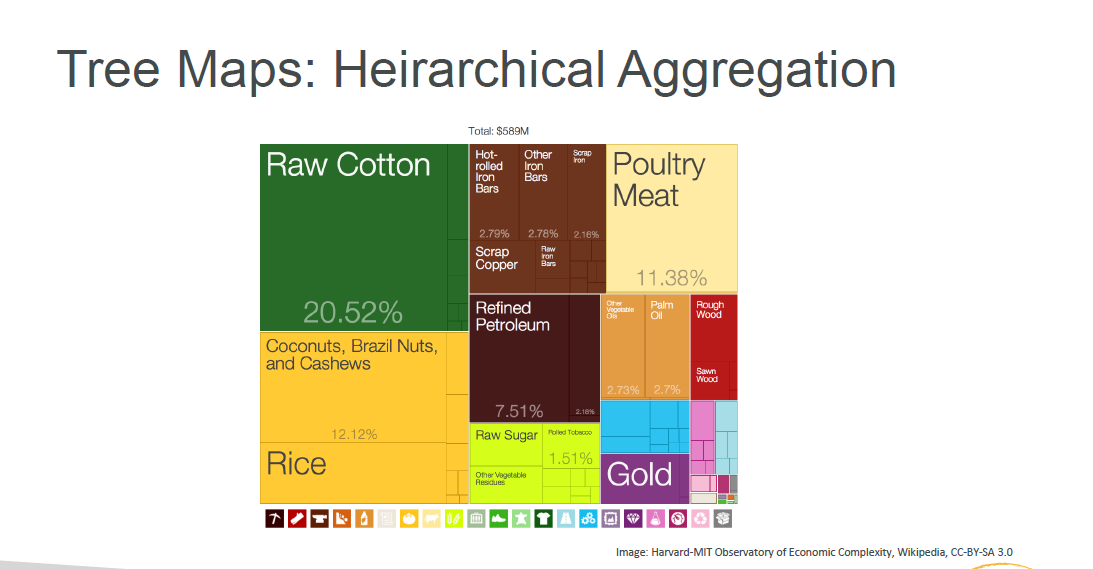 Tree Maps: Heirarchical Aggregation
Total: $589M
Raw Cotton
20.52%
Hot-
rolled
Iron
Bars
2.79%
Other
Iron
Bars
2.78%
Scrap
Iron
2.16%
Scrap
Copper
Raw
Iron
Bars
Poultry
Meat
11.38%
Coconuts, Brazil Nuts,
and Cashews
12.12%
Rice
Refined
Petroleum
7.51%
2.18%
Other
Vegetable
Oils
2.73%
Palm
Oil
2.7%
Rough
Wood
Sawn
Wood
Raw Sugar
Rolled Tobacco
1.51%
Other Vegetable
Residues
Gold
Image: Harvard-MIT Observatory of Economic Complexity, Wikipedia, CC-BY-SA 3.0